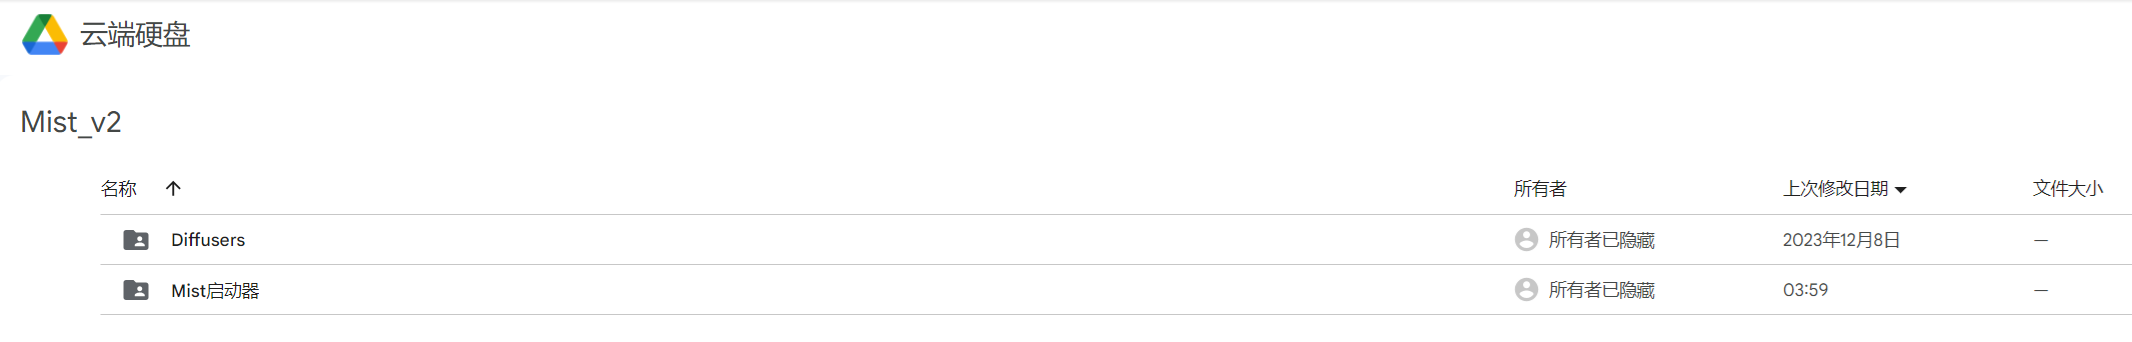 云端硬盘
Mist_v2
名称 ↑ 所有者 上次修改日期 文件大小
Diffusers 所有者已隐藏 2023年12月8日 —
Mist启动器 所有者已隐藏 03:59 —